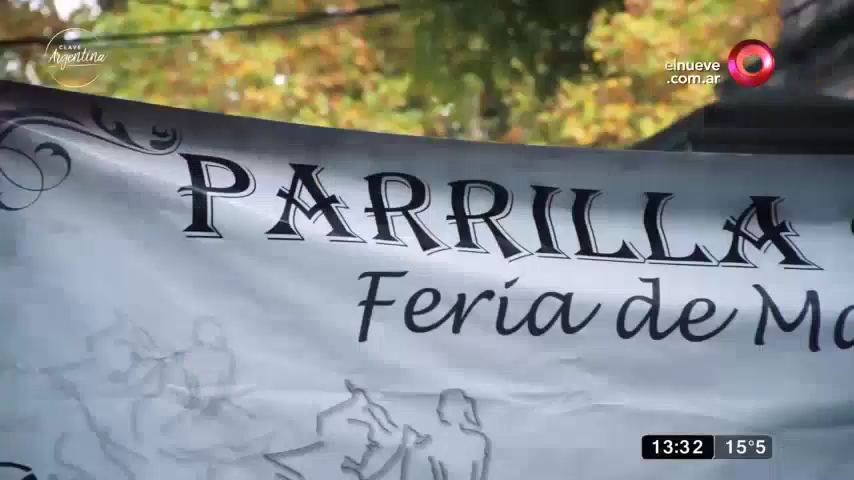 CLAVE
Argentina
elnueve
.com.ar
PARRILLA
Feria de
13:32 15°5